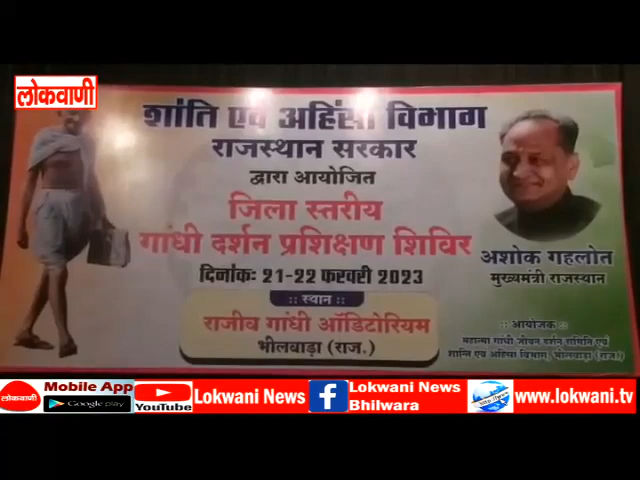 लोकवाणी
शांति एवं अहिंसा विभाग
राजस्थान सरकार
द्वारा आयोजित
जिला स्तरीय
गांधी दर्शन प्रशिक्षण शिविर
दिनांकः 21-22 फरवरी 2023
:: स्थान ::
राजीव गांधी ऑडिटोरियम
भीलवाड़ा (राज.)
अशोक गहलोत
मुख्यमंत्री राजस्थान
:: आयोजक ::
महात्मा गांधी जीवन दर्शन समिति एवं
शान्ति एवं अहिंसा विभाग, भीलवाड़ा (राज.)
लोकवाणी
Mobile App
Google play
YouTube
Lokwani News
Lokwani News
Bhilwara
www.lokwani.tv